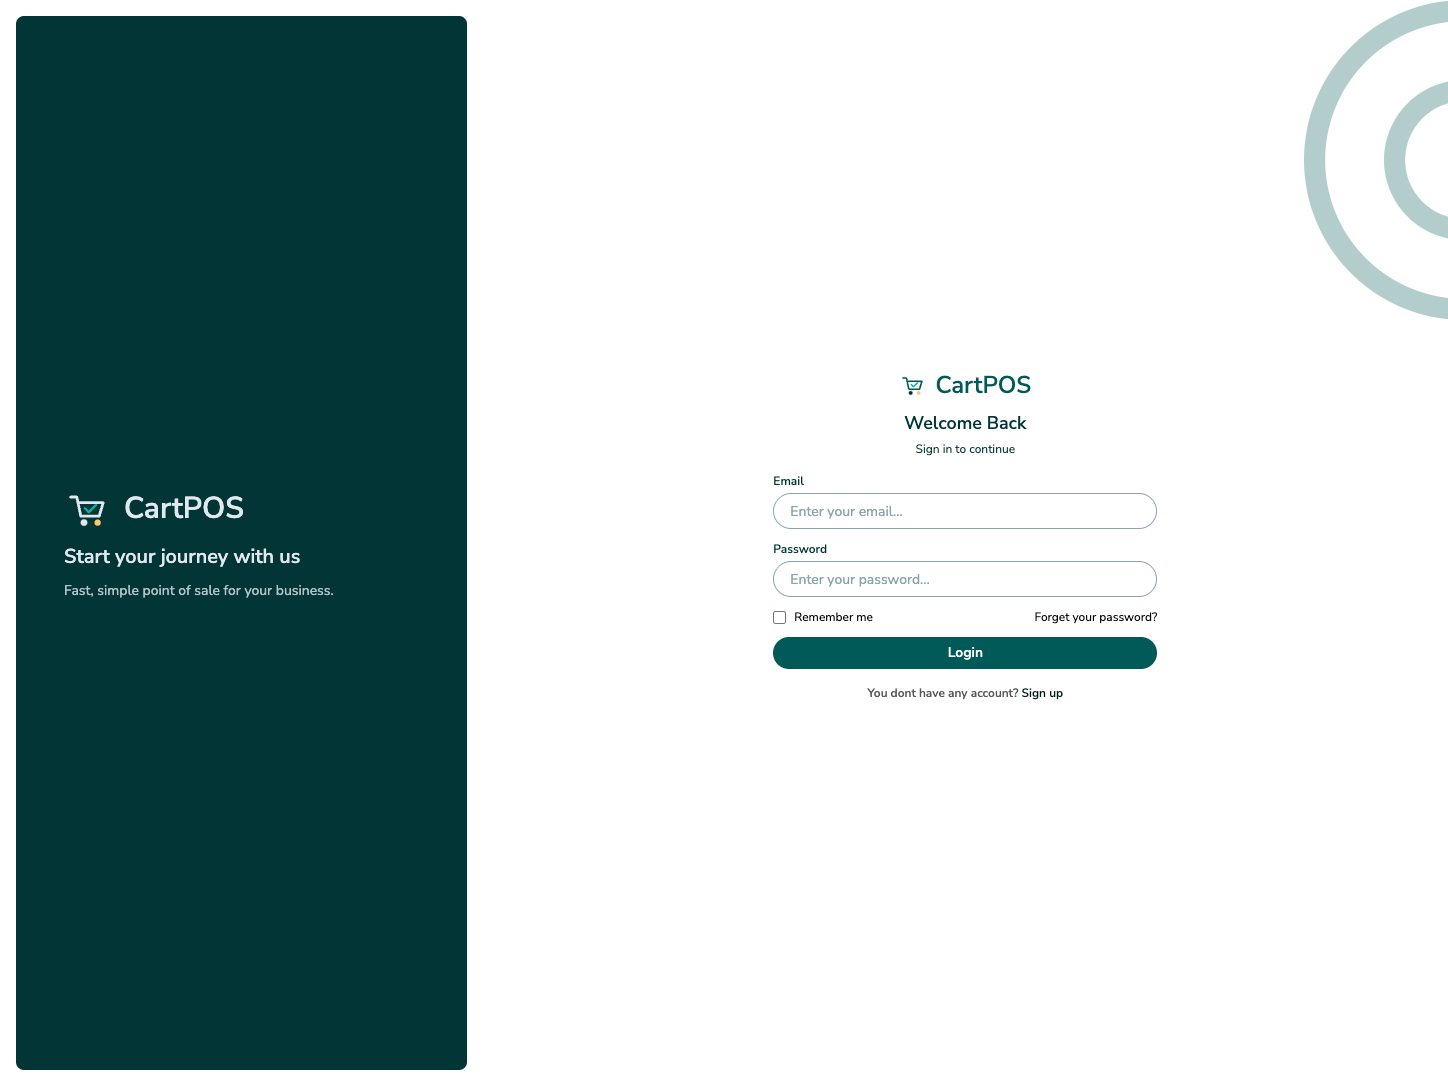 CartPOS
Start your journey with us
Fast, simple point of sale for your business.
CartPOS
Welcome Back
Sign in to continue
Email
Enter your email...
Password
Enter your password...
Remember me Forget your password?
Login
You dont have any account? Sign up